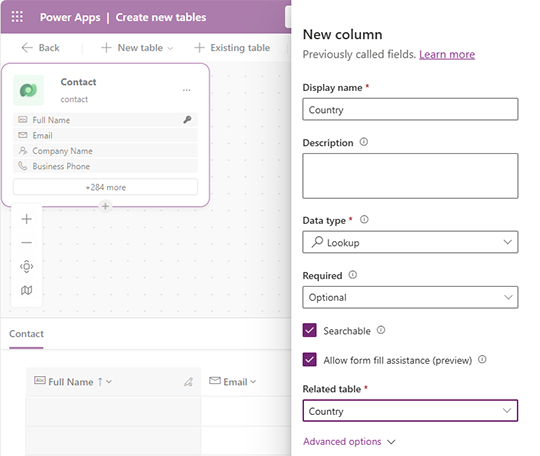 Power Apps | Create new tables
Back
New table
Existing table
Contact
contact
...
Full Name
Email
Company Name
Business Phone
+284 more
Contact
Abc Full Name ↑
Email
New column
Previously called fields. Learn more
Display name *
Country
Description
Data type *
Lookup
Required
Optional
Searchable
Allow form fill assistance (preview)
Related table *
Country
Advanced options